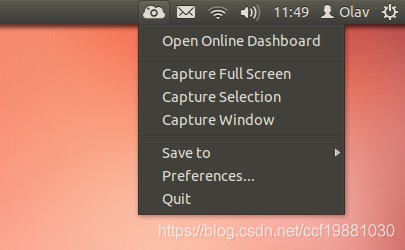 11:49 Olav
Open Online Dashboard
Capture Full Screen
Capture Selection
Capture Window
Save to
Preferences...
Quit
https://blog.csdn.net/ccf19881030